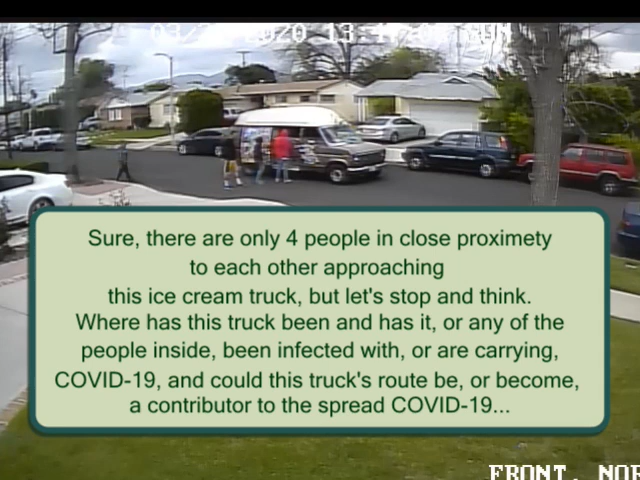 2020 13:4
Sure, there are only 4 people in close proximety
to each other approaching
this ice cream truck, but let's stop and think.
Where has this truck been and has it, or any of the
people inside, been infected with, or are carrying,
COVID-19, and could this truck's route be, or become,
a contributor to the spread COVID-19...
FRONT, NOR